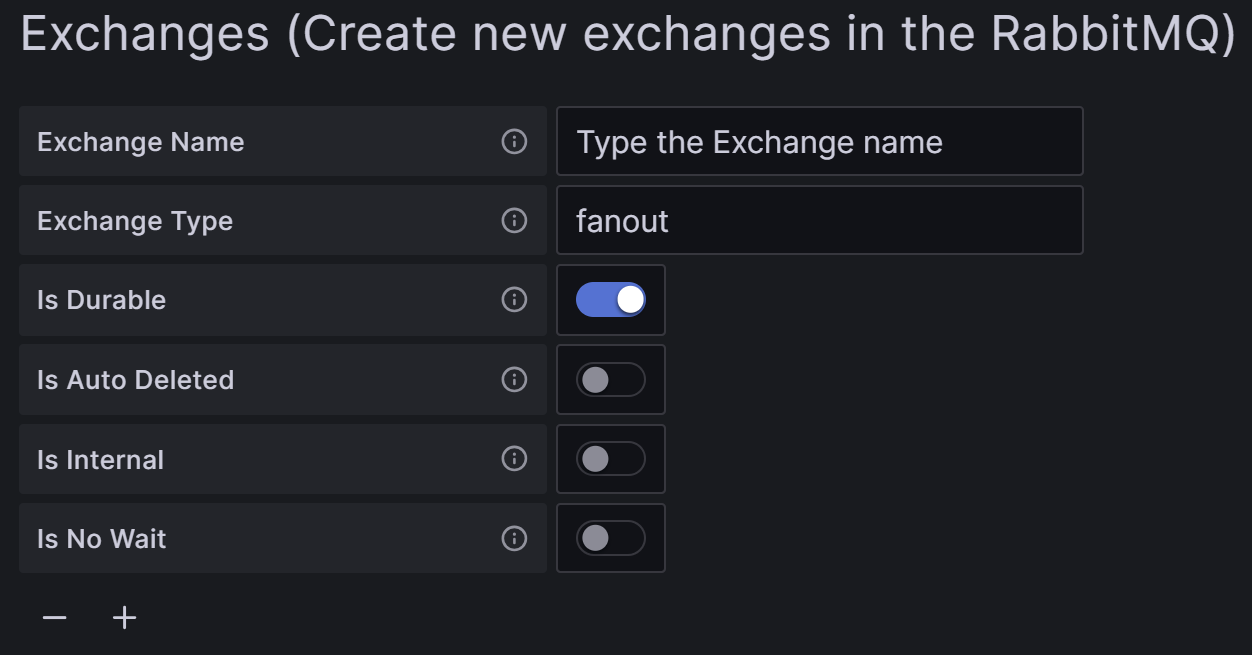 Exchanges (Create new exchanges in the RabbitMQ)
Exchange Name
Type the Exchange name
Exchange Type
fanout
Is Durable
Is Auto Deleted
Is Internal
Is No Wait